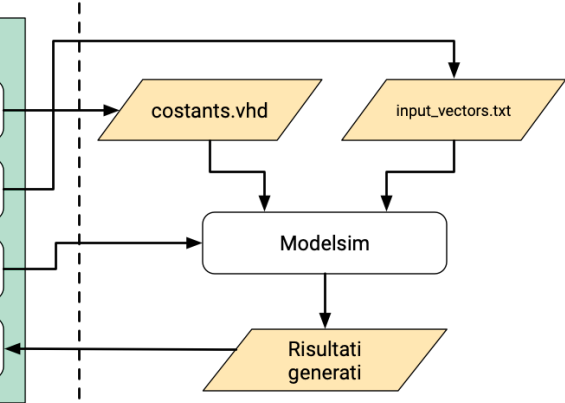 costants.vhd
input_vectors.txt
Modelsim
Risultati
generati